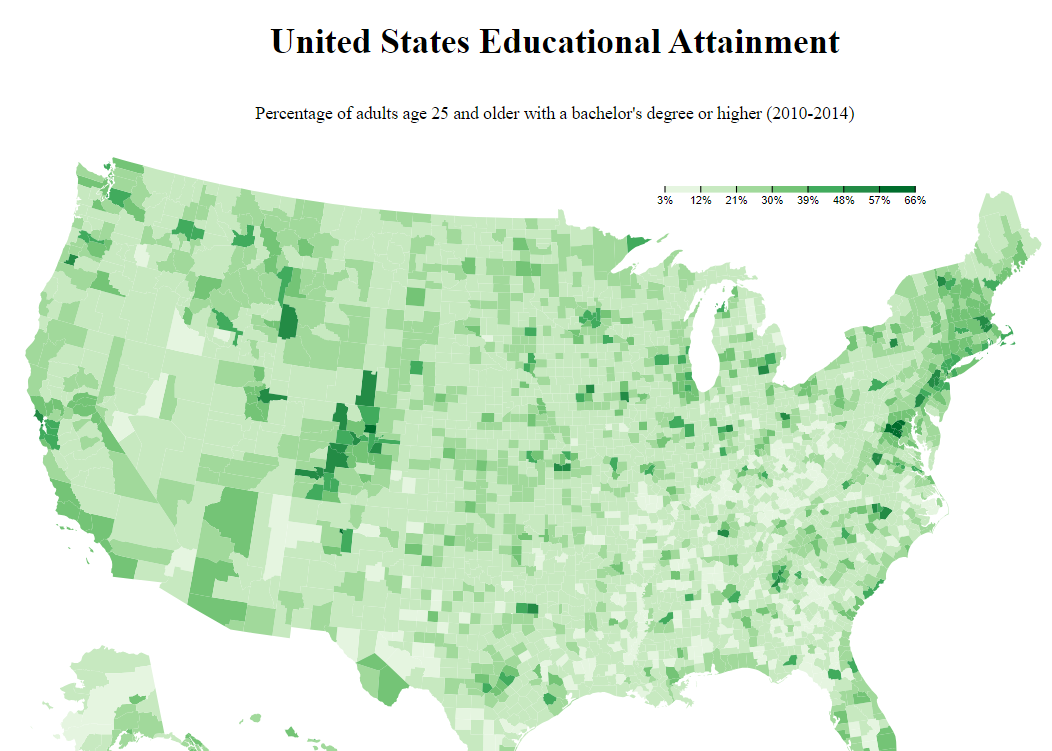 United States Educational Attainment
Percentage of adults age 25 and older with a bachelor's degree or higher (2010-2014)
3% 12% 21% 30% 39% 48% 57% 66%